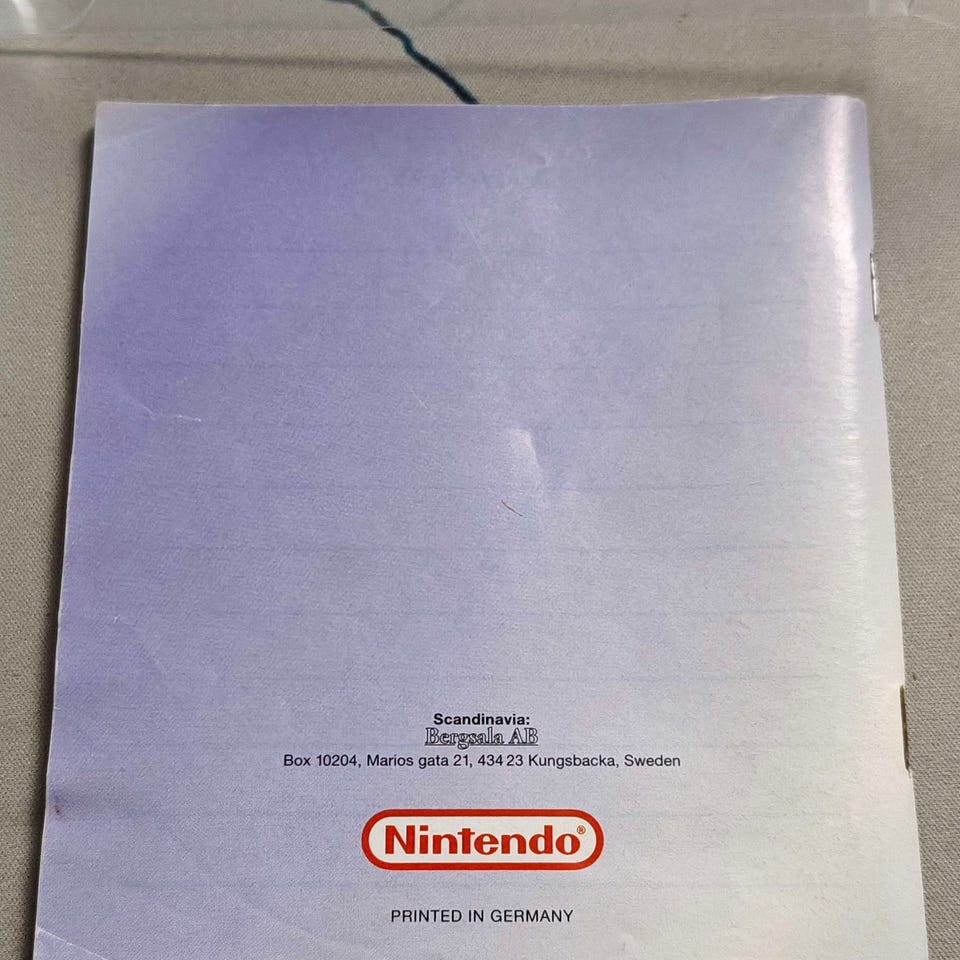 Scandinavia:
Bergsala AB
Box 10204, Marios gata 21, 434 23 Kungsbacka, Sweden
Nintendo®
PRINTED IN GERMANY